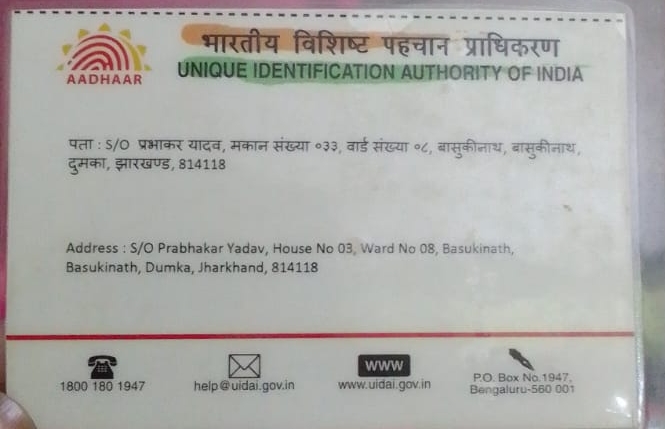 भारतीय विशिष्ट पहचान प्राधिकरण
AADHAAR
UNIQUE IDENTIFICATION AUTHORITY OF INDIA
पता : S/O प्रभाकर यादव, मकान संख्या ०३३, वार्ड संख्या ०८, बासुकीनाथ, बासुकीनाथ,
दुमका, झारखण्ड, 814118
Address : S/O Prabhakar Yadav, House No 03, Ward No 08, Basukinath,
Basukinath, Dumka, Jharkhand, 814118
1800 180 1947
help@uidai.gov.in
WWW
www.uidai.gov.in
P.O. Box No.1947,
Bengaluru-560 001